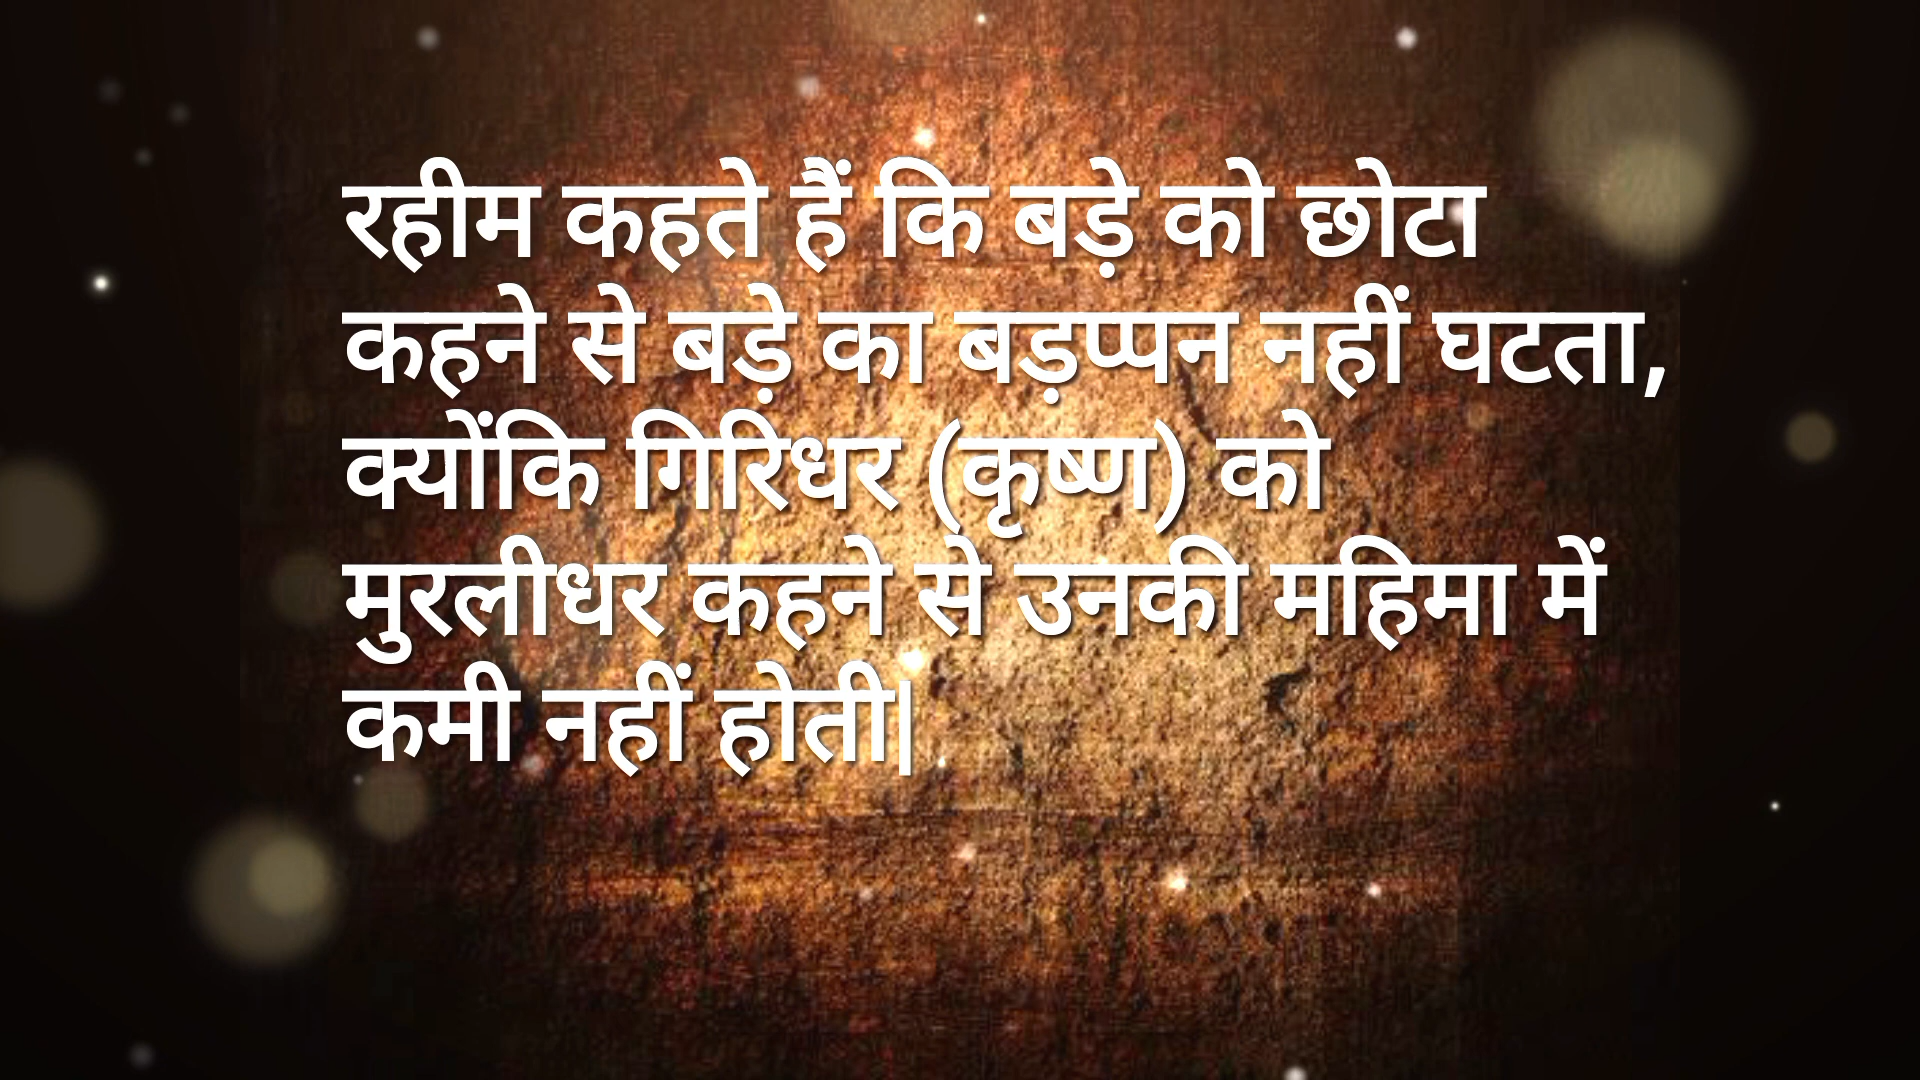 रहीम कहते हैं कि बड़े को छोटा
कहने से बड़े का बड़प्पन नहीं घटता,
क्योंकि गिरिधर (कृष्ण) को
मुरलीधर कहने से उनकी महिमा में
कमी नहीं होती|